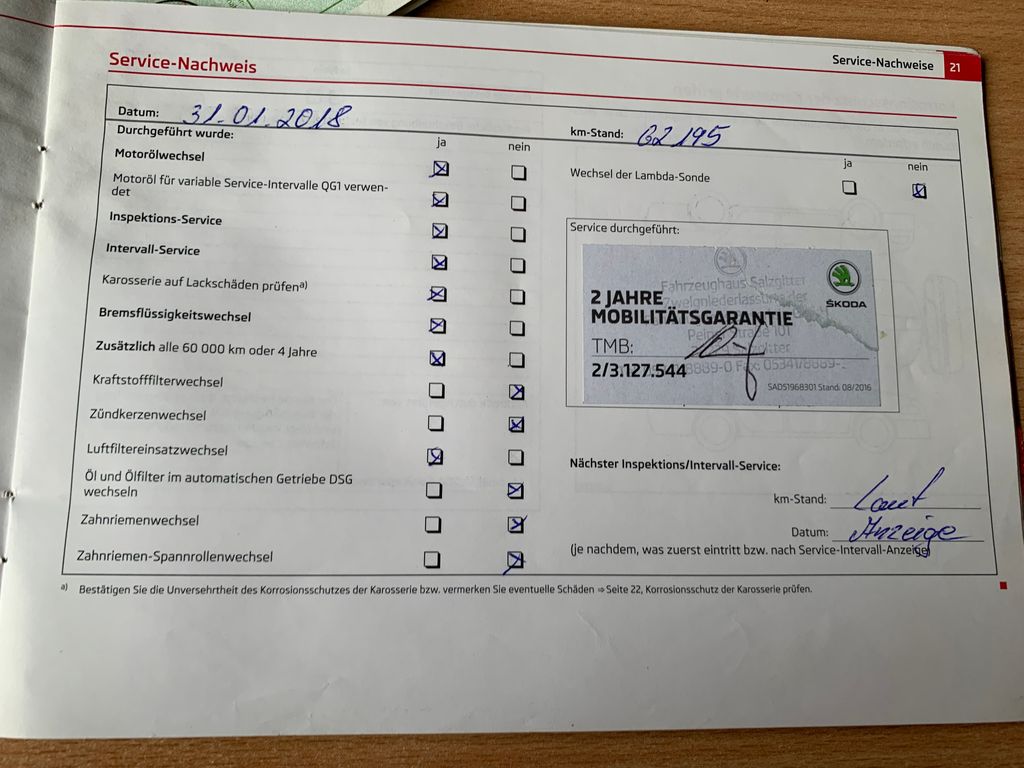 Service-Nachweise 21
Service-Nachweis
Datum: 31.01.2018
km-Stand: 62195
Durchgeführt wurde:
ja nein
Motorölwechsel
Motoröl für variable Service-Intervalle QG1 verwen-
det
Inspektions-Service
Intervall-Service
Karosserie auf Lackschäden prüfen a)
Bremsflüssigkeitswechsel
Zusätzlich alle 60 000 km oder 4 Jahre
Kraftstofffilterwechsel
Zündkerzenwechsel
Luftfiltereinsatzwechsel
Öl und Ölfilter im automatischen Getriebe DSG
wechseln
Zahnriemenwechsel
Zahnriemen-Spannrollenwechsel
ja nein
Wechsel der Lambda-Sonde
Service durchgeführt:
Fahrzeughaus Salzgitter
ŠKODA
2 JAHRE
MOBILITÄTSGARANTIE
TMB:
2/3.127.544
SAD51968301 Stand: 08/2016
Nächster Inspektions/Intervall-Service:
km-Stand: Laut
Datum: Anzeige
(je nachdem, was zuerst eintritt bzw. nach Service-Intervall-Anzeige)
a) Bestätigen Sie die Unversehrtheit des Korrosionsschutzes der Karosserie bzw. vermerken Sie eventuelle Schäden ⇒ Seite 22, Korrosionsschutz der Karosserie prüfen.